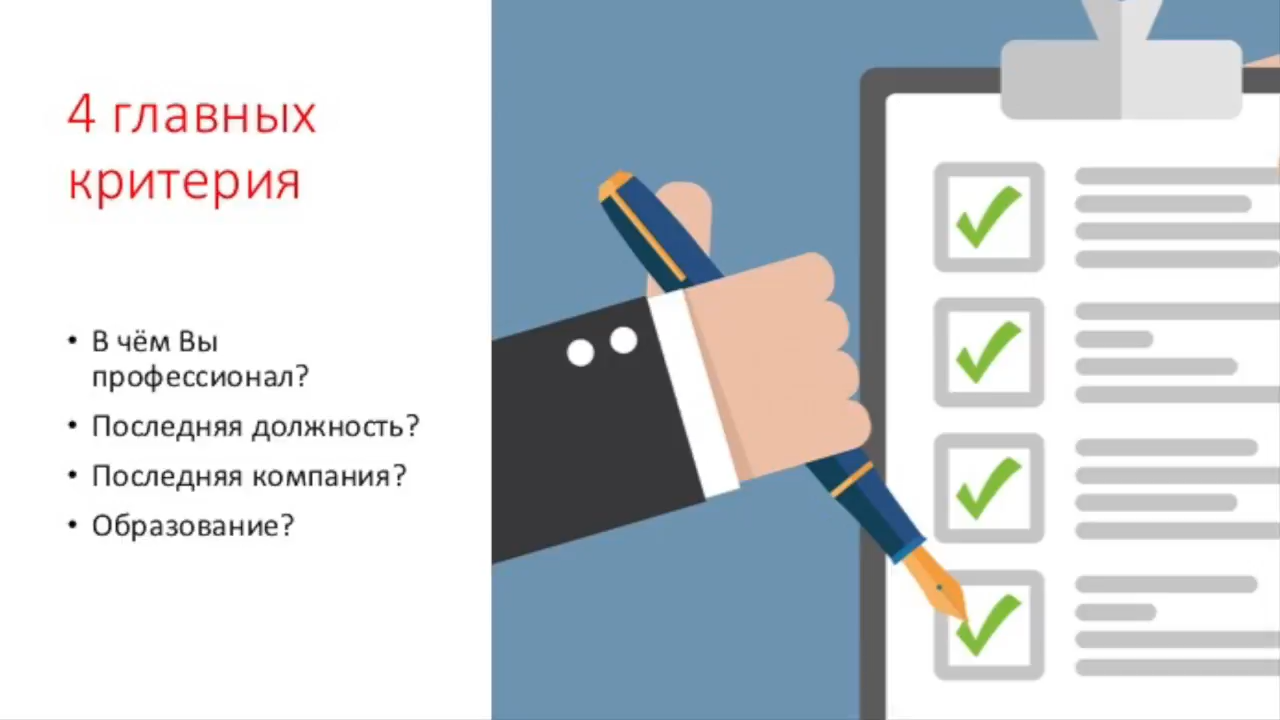 4 главных
критерия
• В чём Вы
профессионал?
• Последняя должность?
• Последняя компания?
• Образование?